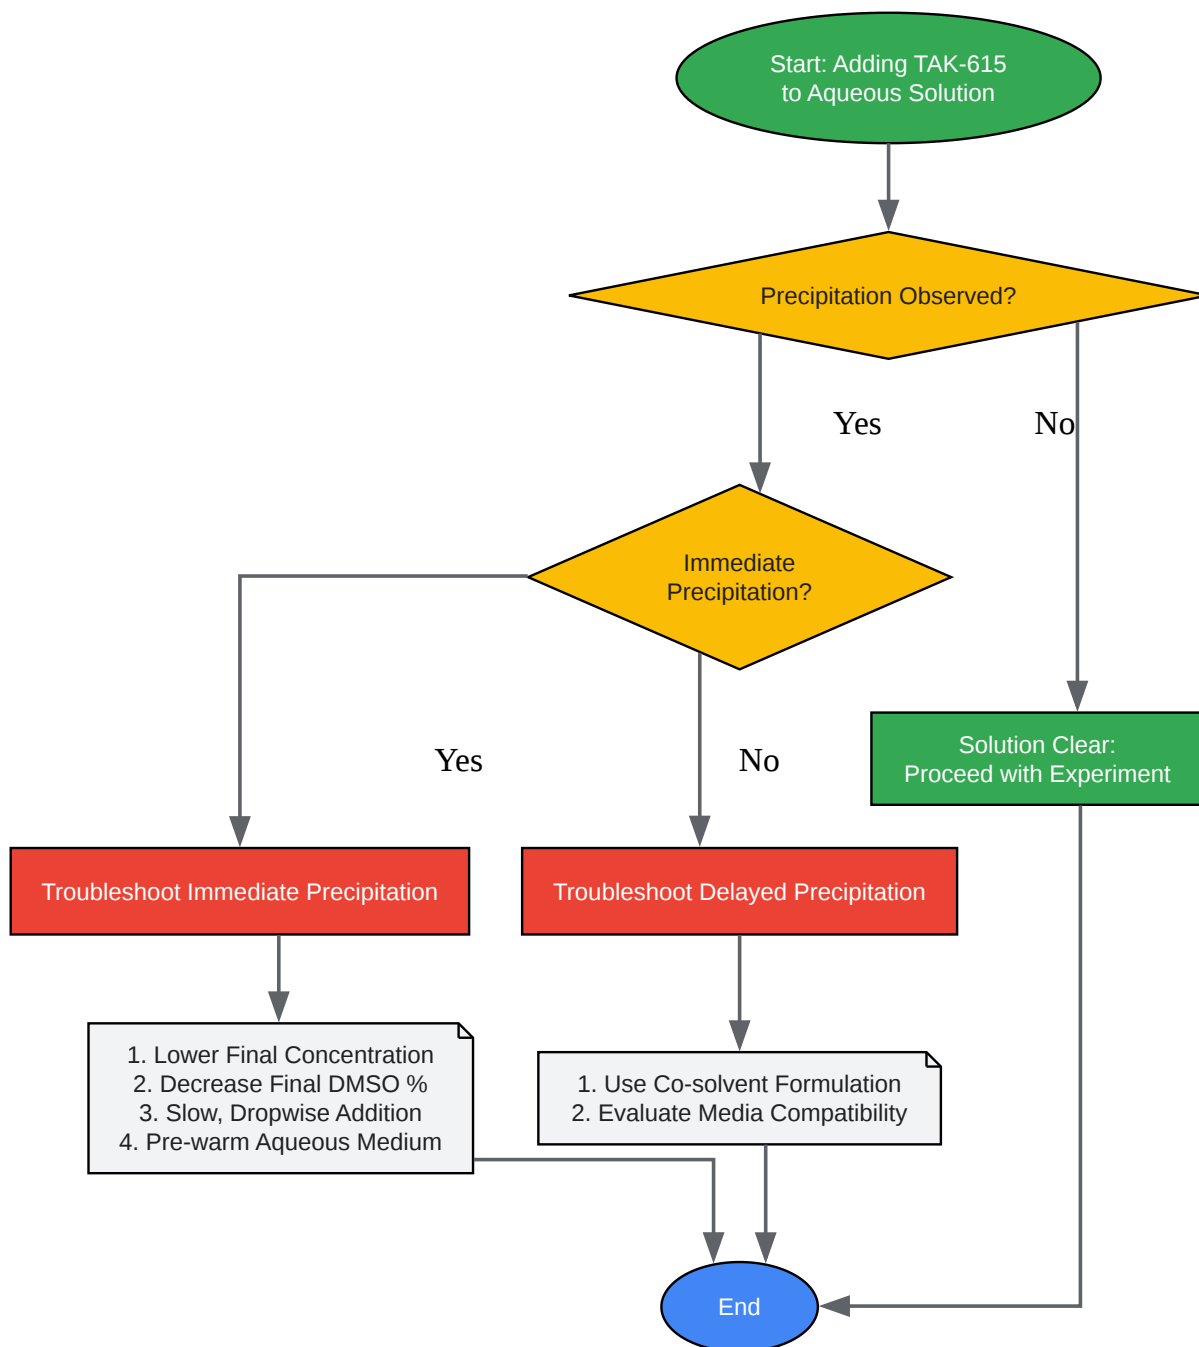 Start: Adding TAK-615
to Aqueous Solution
Precipitation Observed?
Yes
No
Immediate
Precipitation?
Yes
No
Solution Clear:
Proceed with Experiment
Troubleshoot Immediate Precipitation
Troubleshoot Delayed Precipitation
1. Lower Final Concentration
2. Decrease Final DMSO %
3. Slow, Dropwise Addition
4. Pre-warm Aqueous Medium
1. Use Co-solvent Formulation
2. Evaluate Media Compatibility
End